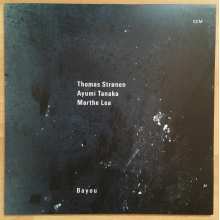 ECM
Thomas Strønen
Ayumi Tanaka
Marthe Lea
Bayou